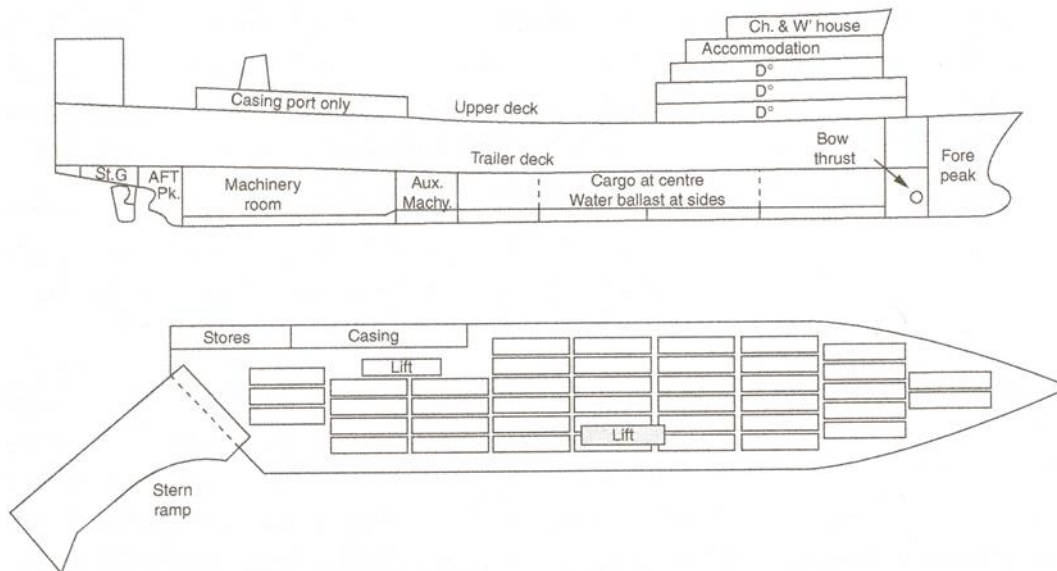 Ch. & W' house
Accommodation
D°
D°
D°
Casing port only
Upper deck
Trailer deck
Bow
thrust
Fore
peak
St.G
AFT
Pk.
Machinery
room
Aux.
Machy.
Cargo at centre
Water ballast at sides
Stores
Casing
Lift
Lift
Stern
ramp